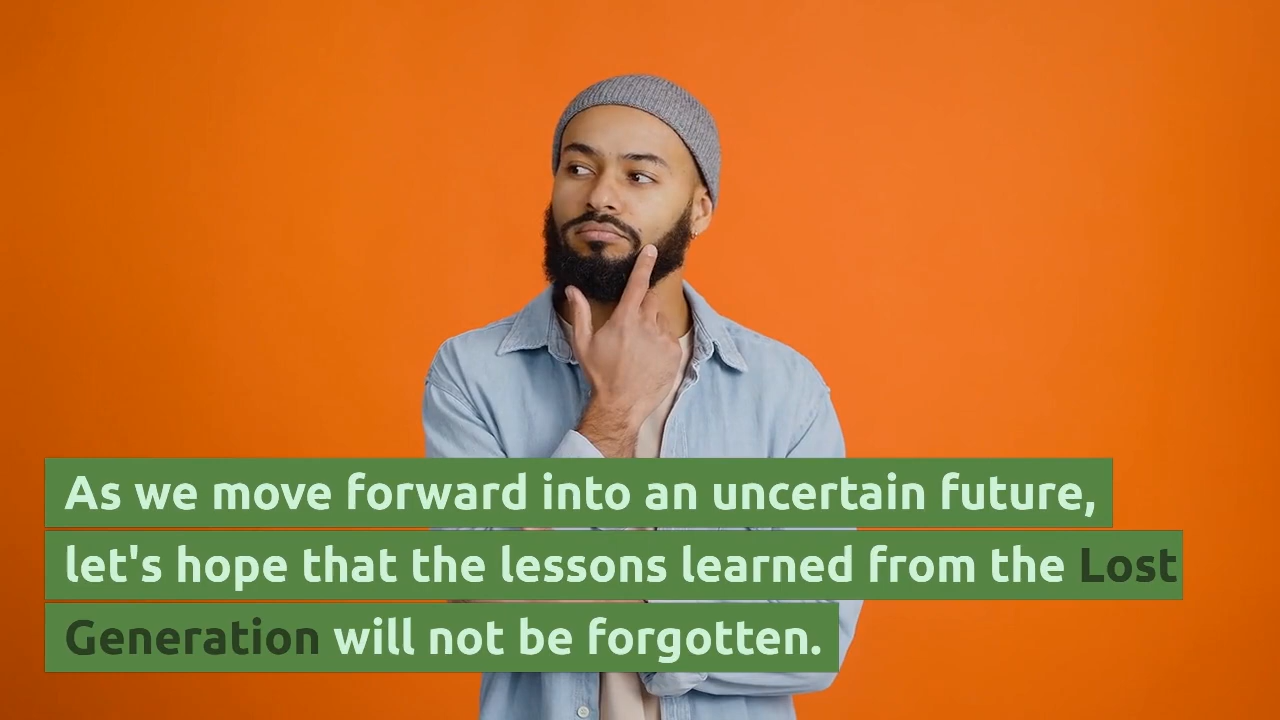 As we move forward into an uncertain future,
let's hope that the lessons learned from the Lost
Generation will not be forgotten.